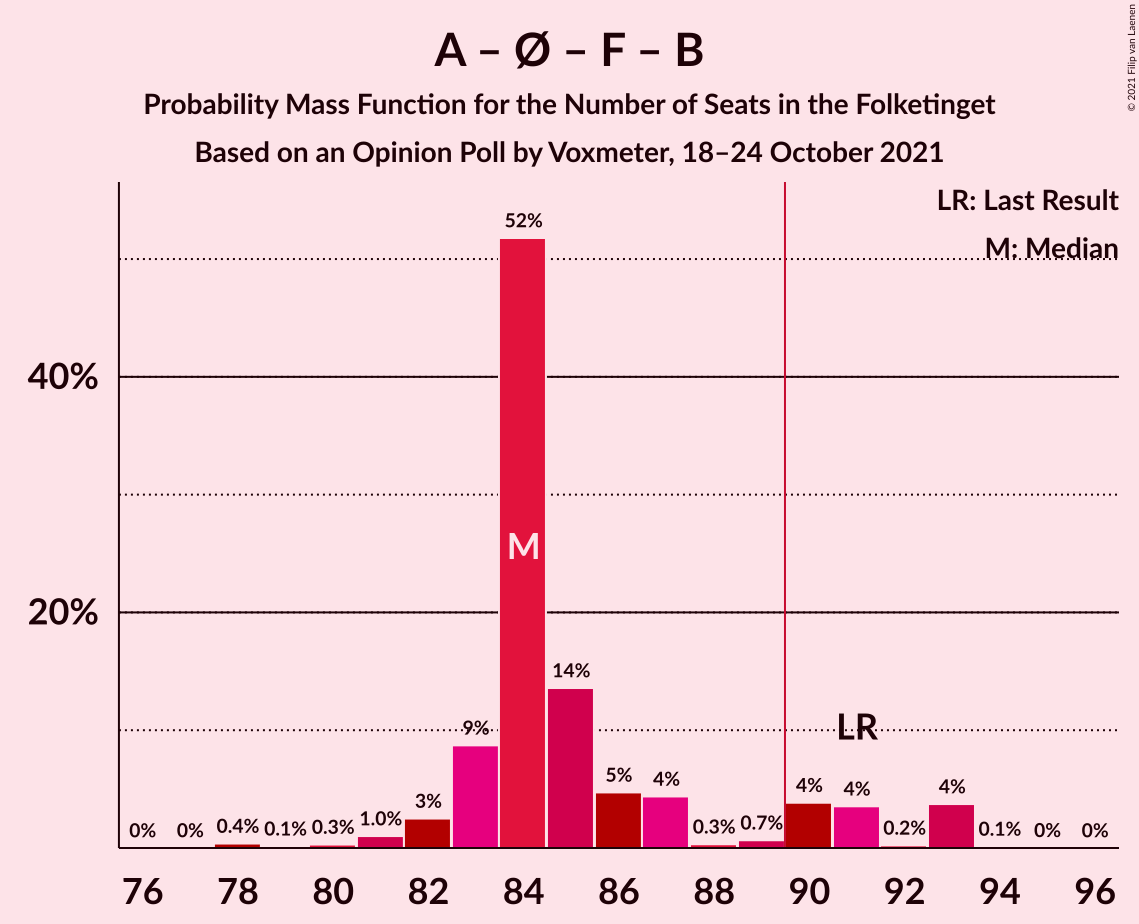 A – Ø – F – B
Probability Mass Function for the Number of Seats in the Folketinget
Based on an Opinion Poll by Voxmeter, 18–24 October 2021
© 2021 Filip van Laenen
LR: Last Result
M: Median
40%
20%
0%
0%
0.4%
0.1%
0.3%
1.0%
3%
9%
52%
14%
5%
4%
0.3%
0.7%
4%
4%
0.2%
4%
0.1%
0%
0%
M
LR
76 78 80 82 84 86 88 90 92 94 96